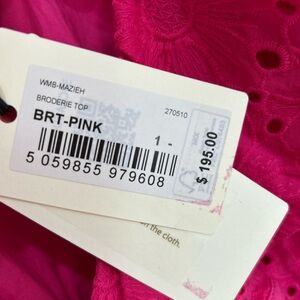 WMB-MAZIEH
BRODERIE TOP
270510
BRT-PINK
1 -
5 059855 979608
$ 195.00
the cloth.